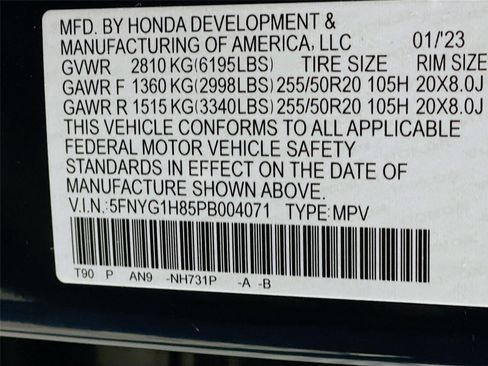 MFD. BY HONDA DEVELOPMENT &
MANUFACTURING OF AMERICA, LLC 01/'23
GVWR 2810 KG(6195LBS) TIRE SIZE RIM SIZE
GAWR F 1360 KG(2998LBS) 255/50R20 105H 20X8.0J
GAWR R 1515 KG(3340LBS) 255/50R20 105H 20X8.0J
THIS VEHICLE CONFORMS TO ALL APPLICABLE
FEDERAL MOTOR VEHICLE SAFETY
STANDARDS IN EFFECT ON THE DATE OF
MANUFACTURE SHOWN ABOVE.
V.I.N.: 5FNYG1H85PB004071 TYPE: MPV
T90 P AN9 -NH731P -A -B